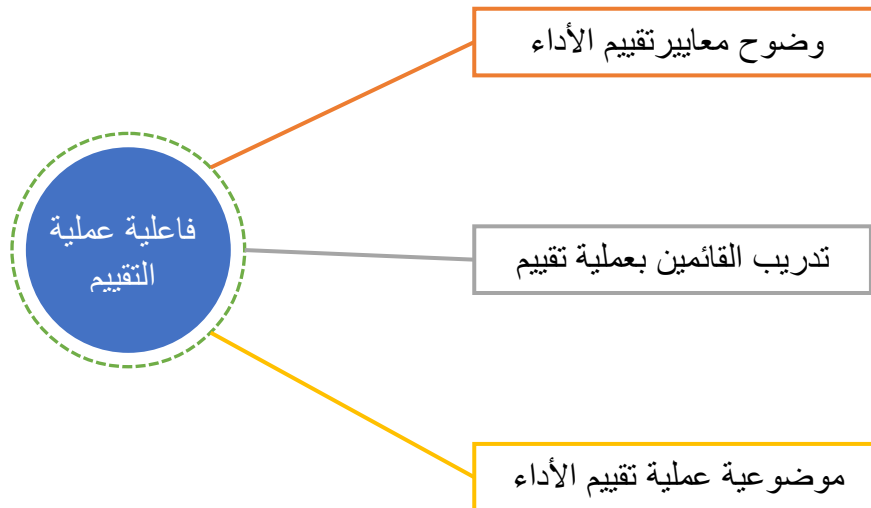 وضوح معاييرتقييم الأداء
فاعلية عملية
التقييم
تدريب القائمين بعملية تقييم
موضوعية عملية تقييم الأداء